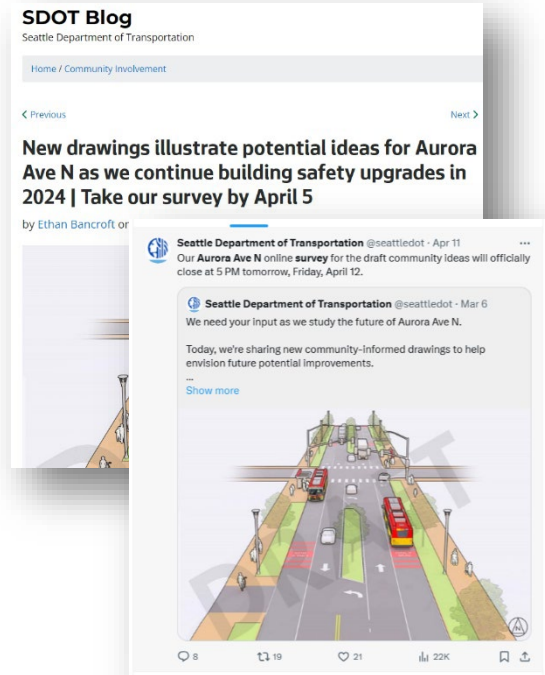 SDOT Blog
Seattle Department of Transportation
Home / Community Involvement
Previous
Next
New drawings illustrate potential ideas for Aurora
Ave N as we continue building safety upgrades in
2024 | Take our survey by April 5
by Ethan Bancroft or
Seattle Department of Transportation @seattledot · Apr 11
Our Aurora Ave N online survey for the draft community ideas will officially
close at 5 PM tomorrow, Friday, April 12.
Seattle Department of Transportation @seattledot · Mar 6
We need your input as we study the future of Aurora Ave N.
Today, we're sharing new community-informed drawings to help
envision future potential improvements.
...
Show more
DRAFT
8
19
21
22K